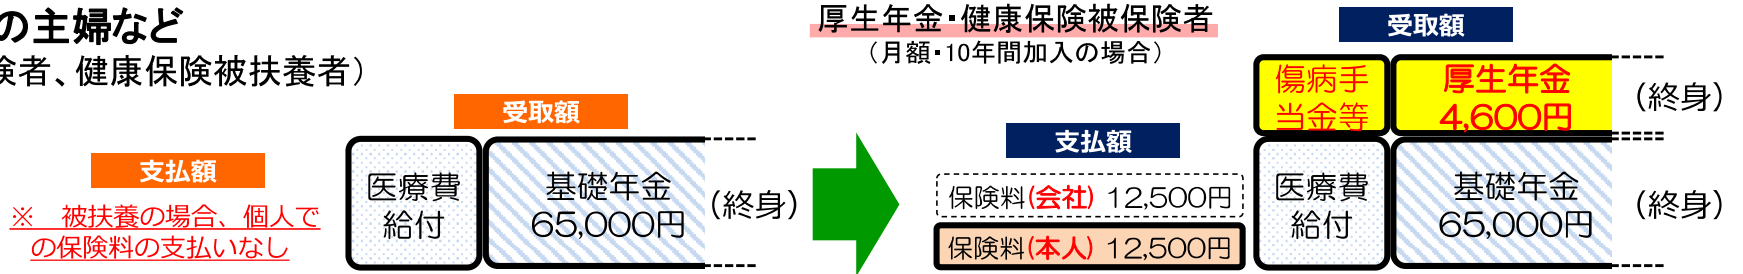 の主婦など
険者、健康保険被扶養者）
受取額
支払額
※　被扶養の場合、個人で
の保険料の支払いなし
医療費
給付
基礎年金
65,000円
（終身）
厚生年金・健康保険被保険者
（月額・10年間加入の場合）
支払額
保険料(会社) 12,500円
保険料(本人) 12,500円
受取額
傷病手
当金等
厚生年金
4,600円
（終身）
医療費
給付
基礎年金
65,000円
（終身）